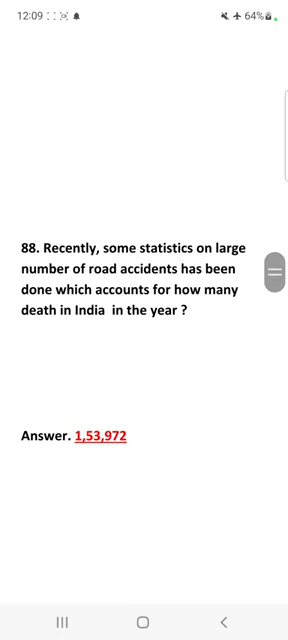 12:09
64%
88. Recently, some statistics on large
number of road accidents has been
done which accounts for how many
death in India in the year ?
Answer. 1,53,972